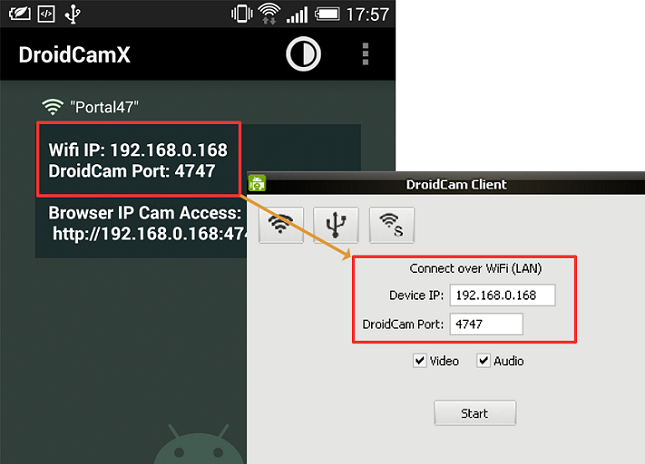 17:57
DroidCamX
"Portal47"
Wifi IP: 192.168.0.168
DroidCam Port: 4747
Browser IP Cam Access:
http://192.168.0.168:474
DroidCam Client
S
Connect over WiFi (LAN)
Device IP: 192.168.0.168
DroidCam Port: 4747
Video Audio
Start